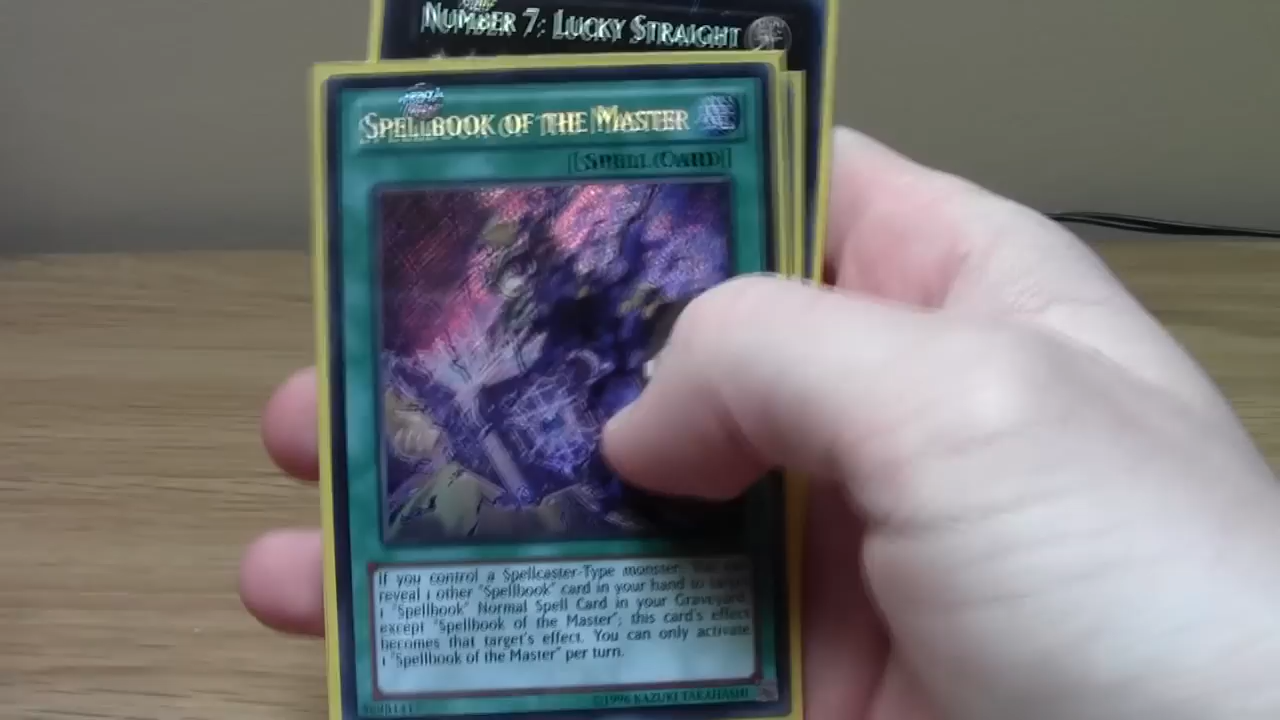 NUMBER 7: LUCKY STRAIGHT
SPELLBOOK OF THE MASTER
[SPELL CARD]
If you control a Spellcaster-Type monster: You can
reveal 1 other "Spellbook" card in your hand to target
1 "Spellbook" Normal Spell Card in your Graveyard,
except "Spellbook of the Master"; this card's effect
becomes that target's effect. You can only activate
1 "Spellbook of the Master" per turn.
©1996 KAZUKI TAKAHASHI